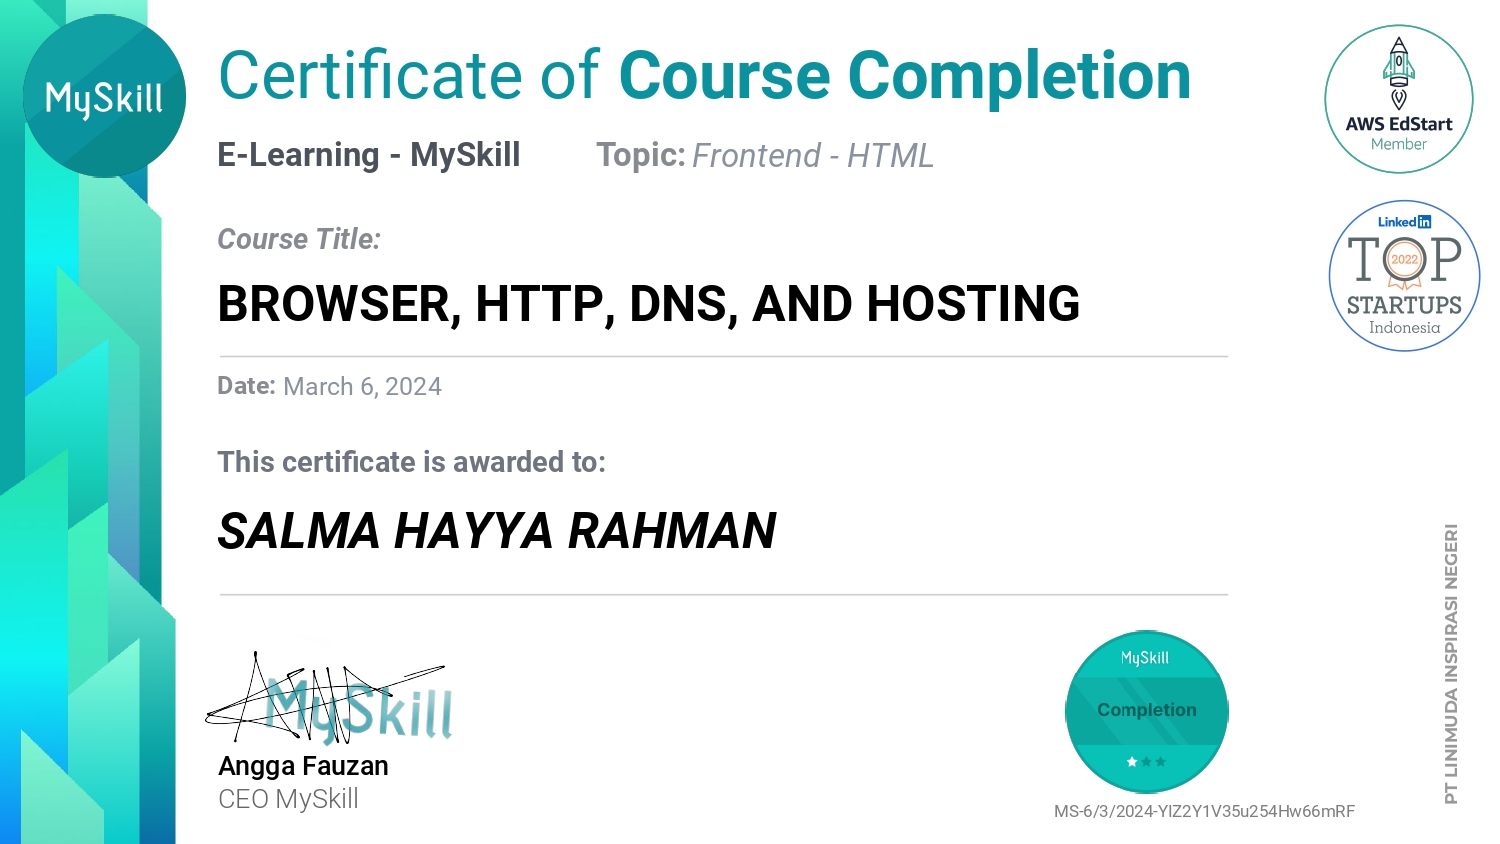 MySkill
Certificate of Course Completion
E-Learning - MySkill Topic: Frontend - HTML
Course Title:
BROWSER, HTTP, DNS, AND HOSTING
Date: March 6, 2024
This certificate is awarded to:
SALMA HAYYA RAHMAN
MySkill
Angga Fauzan
CEO MySkill
AWS EdStart
Member
Linked in
TOP
2022
STARTUPS
Indonesia
PT LINIMUDA INSPIRASI NEGERI
MySkill
Completion
MS-6/3/2024-YIZ2Y1V35u254Hw66mRF